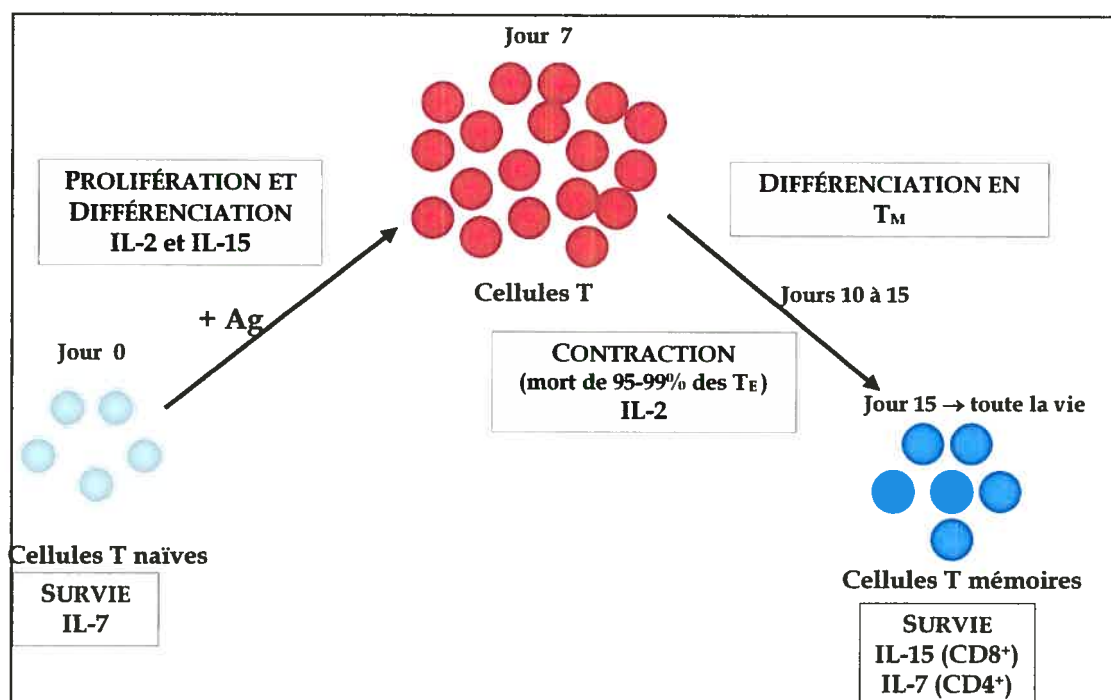 Jour 7
PROLIFÉRATION ET
DIFFÉRENCIATION
IL-2 et IL-15
DIFFÉRENCIATION EN
TM
Cellules T
Jours 10 à 15
+ Ag
Jour 0
CONTRACTION
(mort de 95-99% des TE)
IL-2
Jour 15 → toute la vie
Cellules T naïves
SURVIE
IL-7
Cellules T mémoires
SURVIE
IL-15 (CD8+)
IL-7 (CD4+)